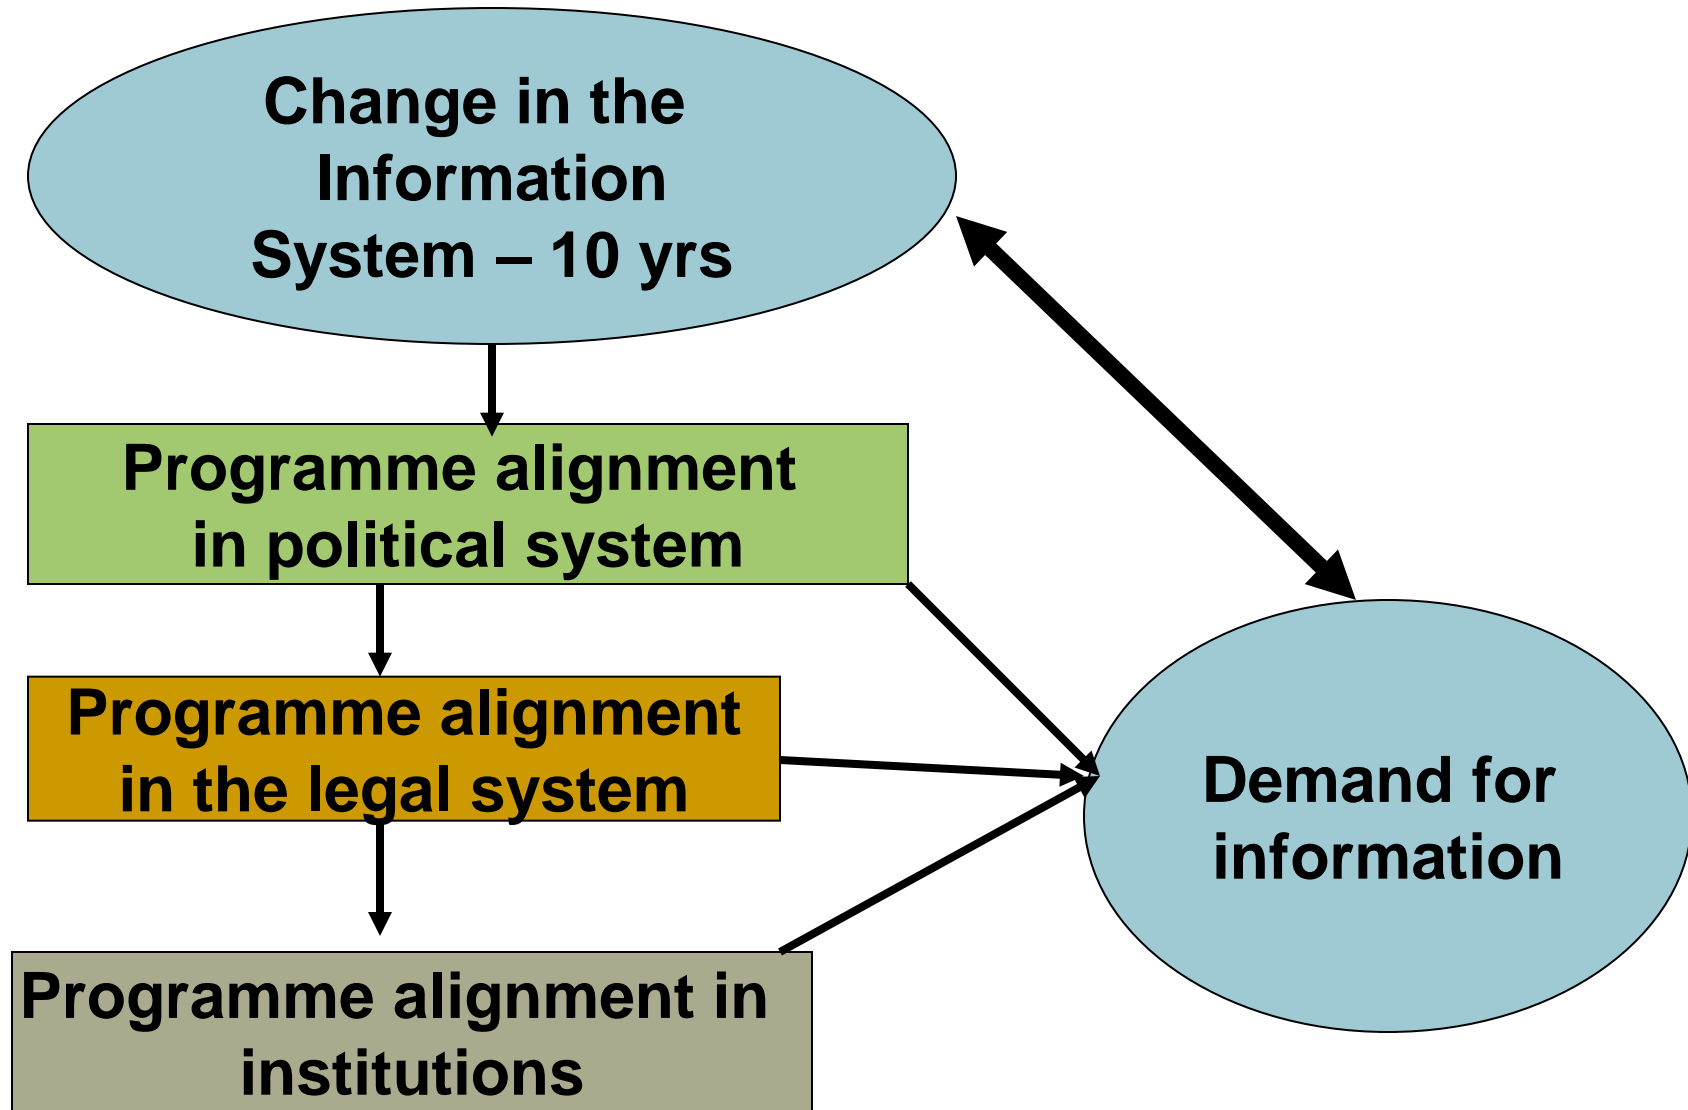 Change in the
Information
System – 10 yrs
Programme alignment
in political system
Programme alignment
in the legal system
Demand for
information
Programme alignment in
institutions